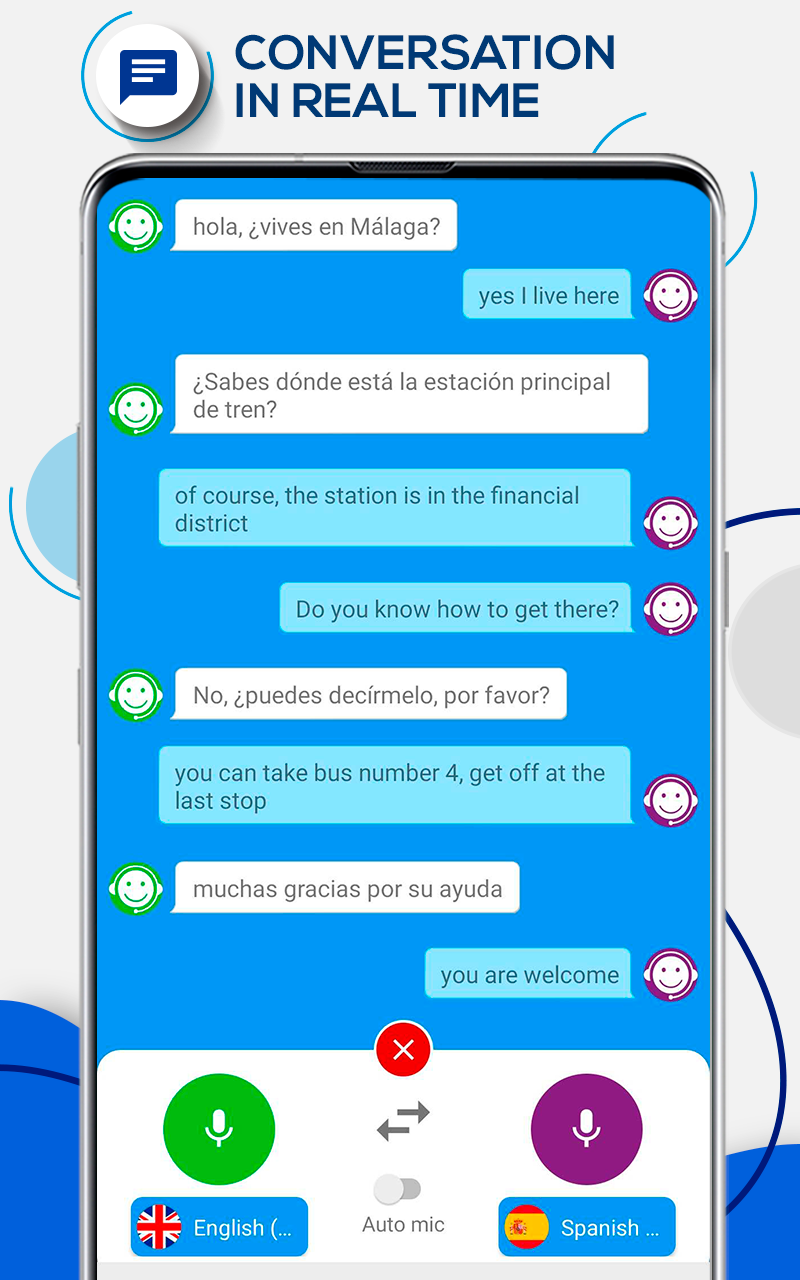 CONVERSATION
IN REAL TIME
hola, ¿vives en Málaga?
yes I live here
¿Sabes dónde está la estación principal
de tren?
of course, the station is in the financial
district
Do you know how to get there?
No, ¿puedes decírmelo, por favor?
you can take bus number 4, get off at the
last stop
muchas gracias por su ayuda
you are welcome
English (...
Auto mic
Spanish ...